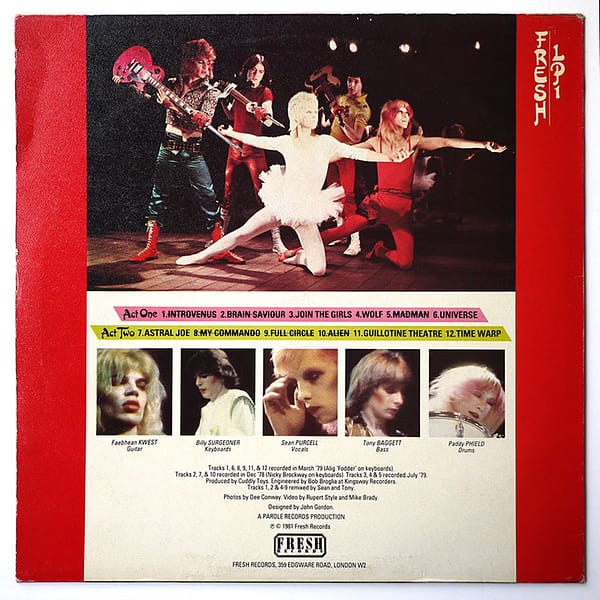 FRESH
LP1
Act One 1.INTROVENUS 2.BRAIN SAVIOUR 3.JOIN THE GIRLS 4.WOLF 5.MADMAN 6.UNIVERSE
Act Two 7.ASTRAL JOE 8.MY COMMANDO 9.FULL CIRCLE 10.ALIEN 11.GUILLOTINE THEATRE 12.TIME WARP
Faebhean KWEST
Guitar
Billy SURGEONER
Keyboards
Sean PURCELL
Vocals
Tony BAGGETT
Bass
Paddy PHIELD
Drums
Tracks 1, 6, 8, 9, 11, & 12 recorded in March '79 (Alig 'Fodder' on keyboards).
Tracks 2, 7, & 10 recorded in Dec '78 (Nicky Brockway on keyboards) Tracks 3, 4 & 5 recorded July '79.
Produced by Cuddly Toys. Engineered by Bob Broglia at Kingsway Recorders.
Tracks 1, 2 & 4-9 remixed by Sean and Tony.
Photos by Dee Conway. Video by Rupert Style and Mike Brady.
Designed by John Gordon.
A PAROLE RECORDS PRODUCTION
℗ © 1981 Fresh Records
FRESH
RECORDS
FRESH RECORDS, 359 EDGWARE ROAD, LONDON W2